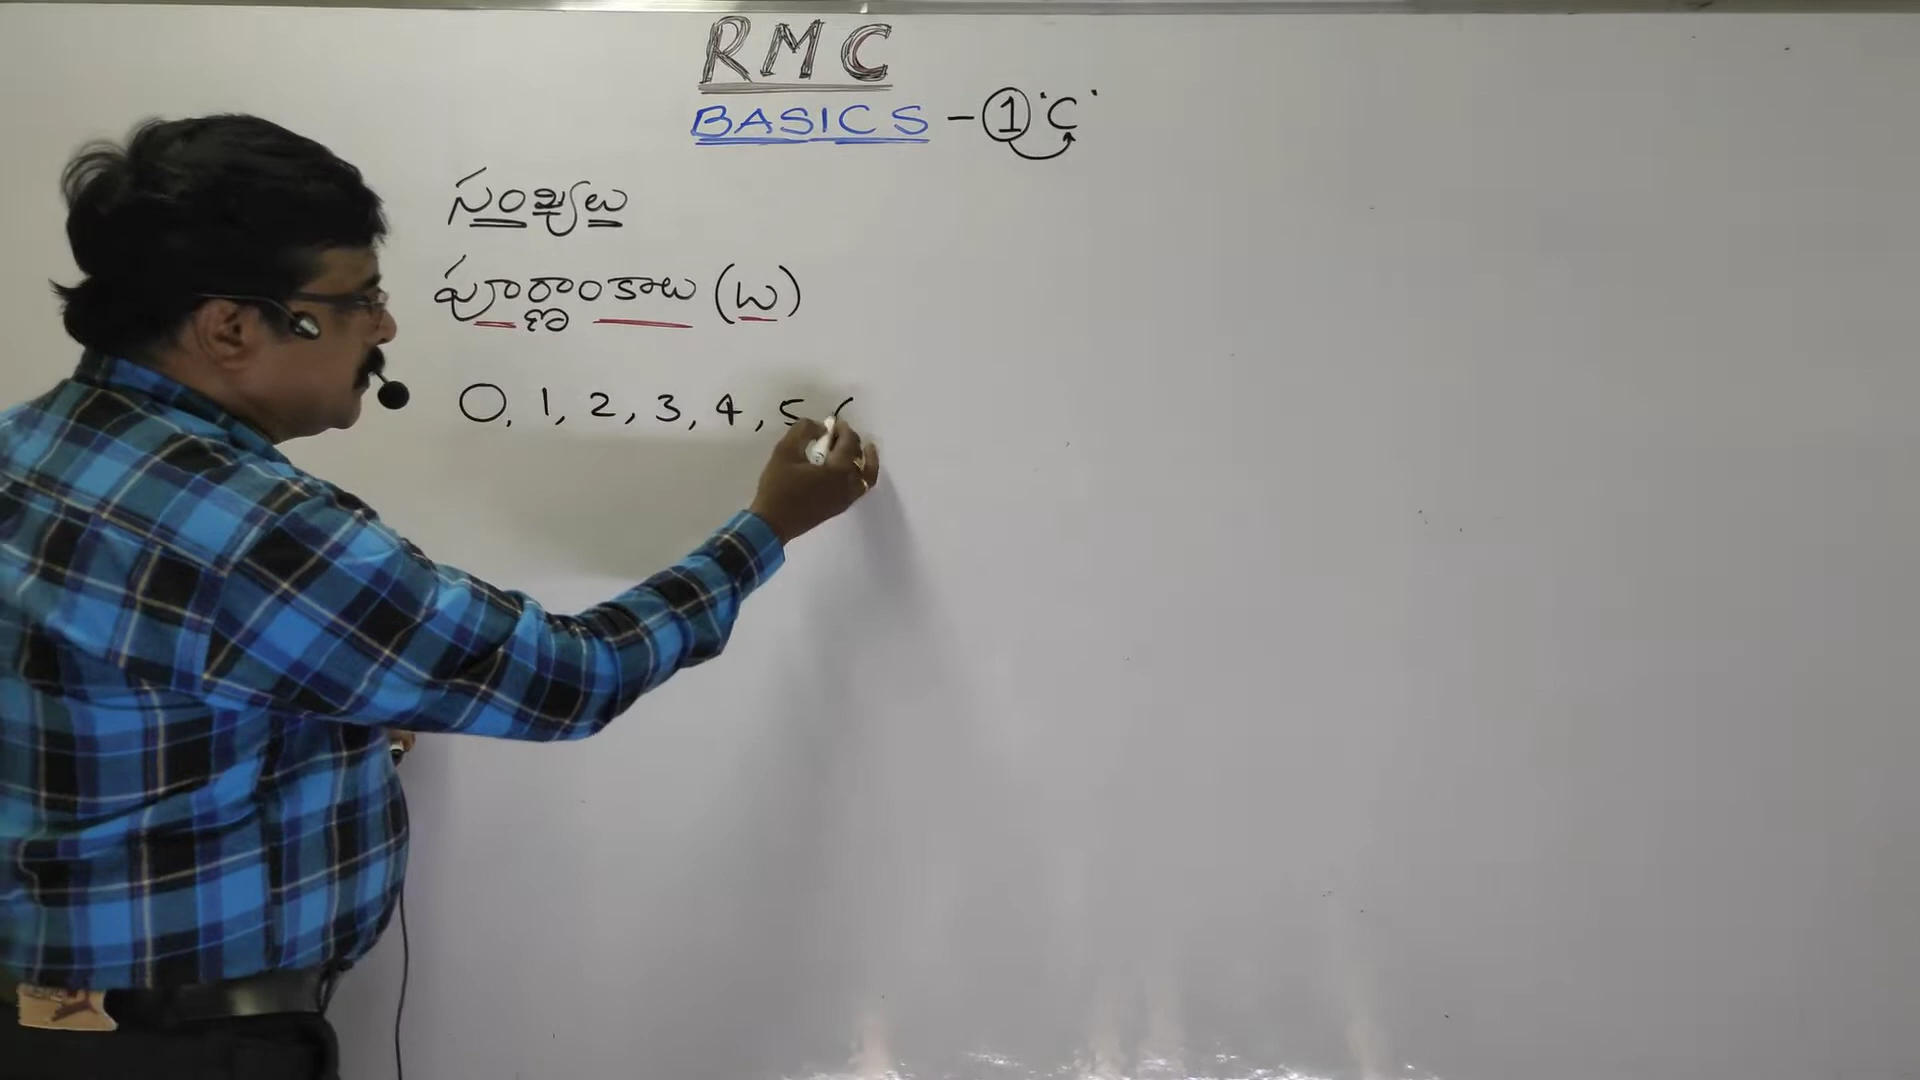 RMC
BASICS - 1 'C'
సంఖ్యలు
పూర్ణాంకాలు (W)
0, 1, 2, 3, 4, 5